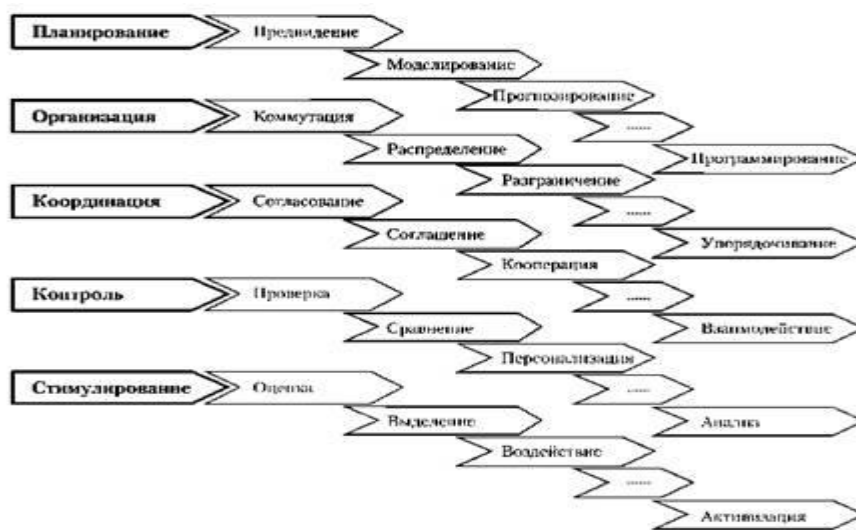 Планирование
Предвидение
Моделирование
Прогнозирование
......
Программирование
Организация
Коммутация
Распределение
Разграничение
......
Упорядочивание
Координация
Согласование
Соглашение
Кооперация
......
Взаимодействие
Контроль
Проверка
Сравнение
Персонализация
......
Анализ
Стимулирование
Оценка
Выделение
Воздействие
......
Активизация